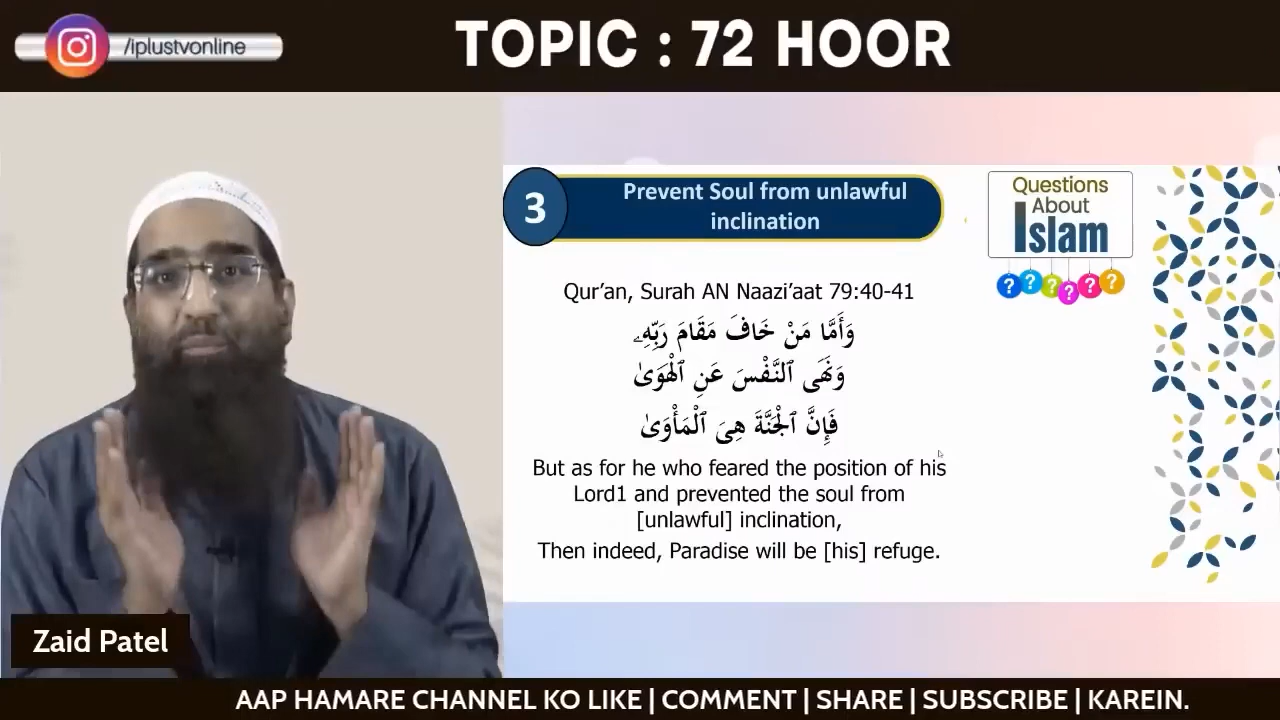 /iplustvonline
TOPIC : 72 HOOR
3
Prevent Soul from unlawful
inclination
Questions
About
Islam
? ? ? ? ? ?
Qur’an, Surah AN Naazi’aat 79:40-41
وَأَمَّا مَنْ خَافَ مَقَامَ رَبِّهِۦ
وَنَهَى ٱلنَّفْسَ عَنِ ٱلْهَوَىٰ
فَإِنَّ ٱلْجَنَّةَ هِىَ ٱلْمَأْوَىٰ
But as for he who feared the position of his
Lord1 and prevented the soul from
[unlawful] inclination,
Then indeed, Paradise will be [his] refuge.
Zaid Patel
AAP HAMARE CHANNEL KO LIKE | COMMENT | SHARE | SUBSCRIBE | KAREIN.